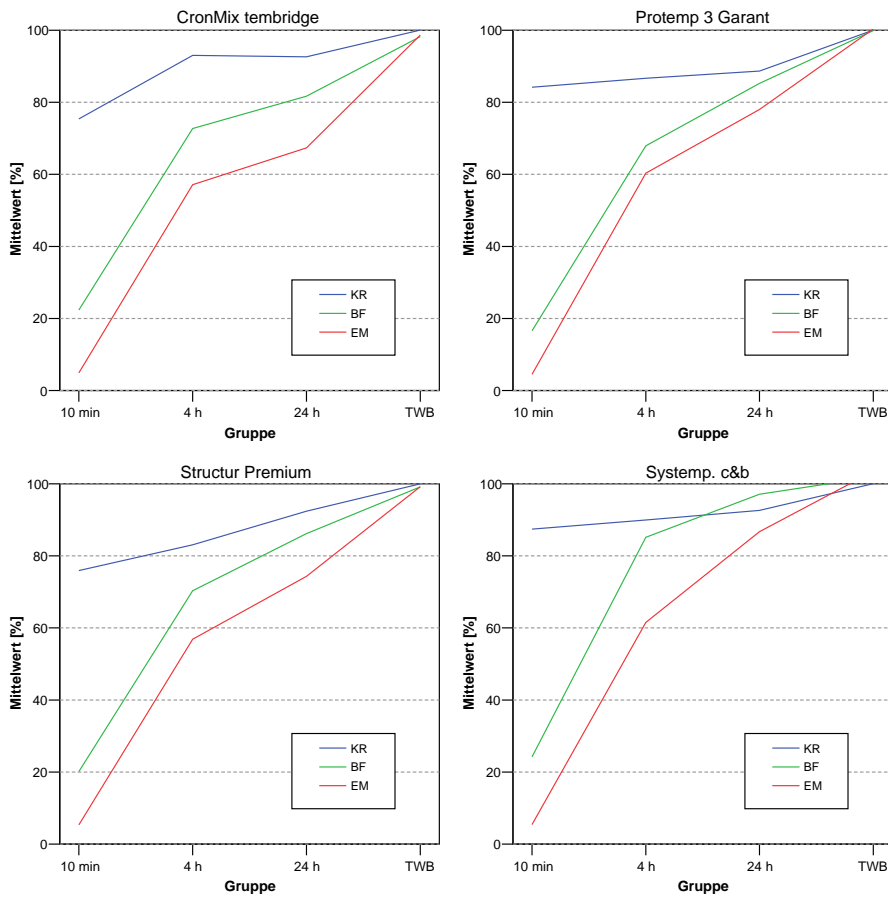 CronMix tembridge
Mittelwert [%]
100
80
60
40
20
0
KR
BF
EM
10 min 4 h 24 h TWB
Gruppe
Protemp 3 Garant
Mittelwert [%]
100
80
60
40
20
0
KR
BF
EM
10 min 4 h 24 h TWB
Gruppe
Structur Premium
Mittelwert [%]
100
80
60
40
20
0
KR
BF
EM
10 min 4 h 24 h TWB
Gruppe
Systemp. c&b
Mittelwert [%]
100
80
60
40
20
0
KR
BF
EM
10 min 4 h 24 h TWB
Gruppe